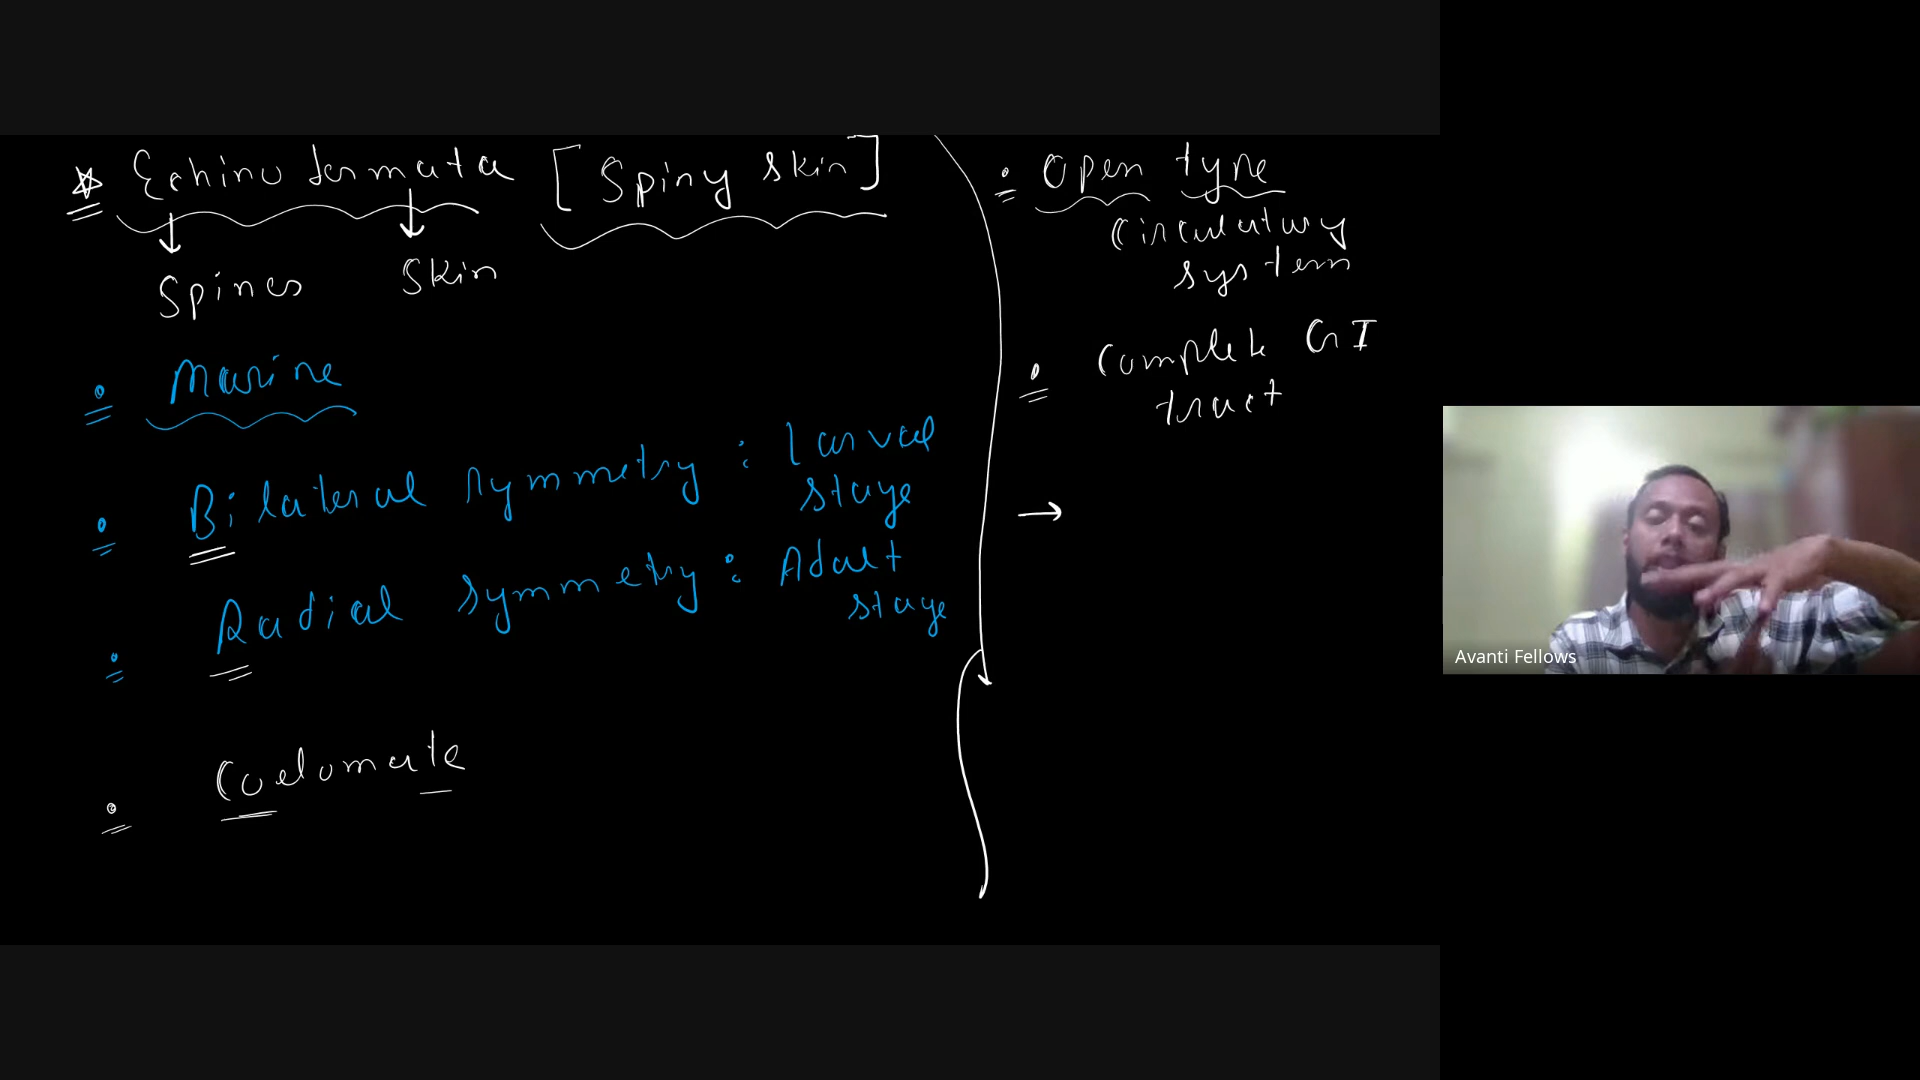 Echinodermata [Spiny skin]
Spines Skin
Marine
Bilateral symmetry : Larval
stage
Radial symmetry : Adult
stage
Coelomate
Open type
Circulatory
system
Complete GI
tract
Avanti Fellows